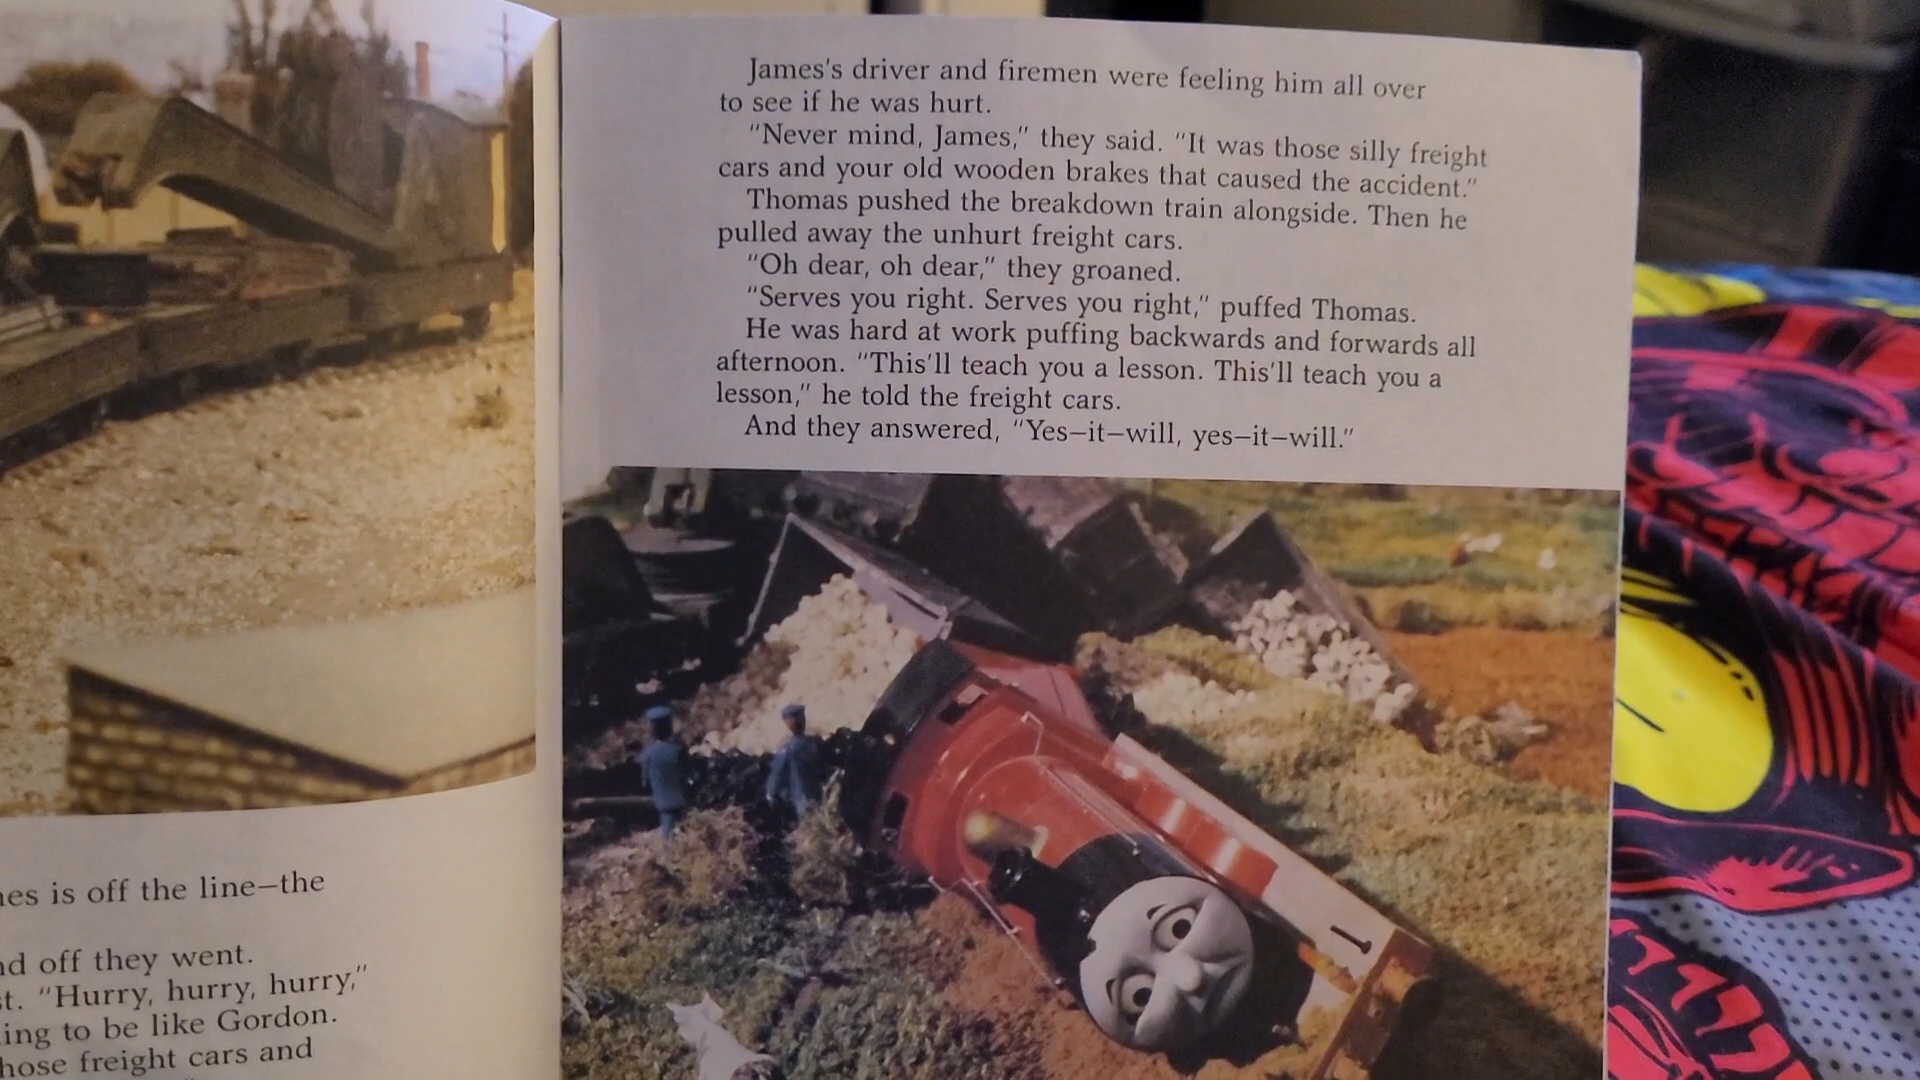 is off the line–the
off they went.
"Hurry, hurry, hurry,"
to be like Gordon.
freight cars and
James's driver and firemen were feeling him all over
to see if he was hurt.
"Never mind, James," they said. "It was those silly freight
cars and your old wooden brakes that caused the accident."
Thomas pushed the breakdown train alongside. Then he
pulled away the unhurt freight cars.
"Oh dear, oh dear," they groaned.
"Serves you right. Serves you right," puffed Thomas.
He was hard at work puffing backwards and forwards all
afternoon. "This'll teach you a lesson. This'll teach you a
lesson," he told the freight cars.
And they answered, "Yes–it–will, yes–it–will."